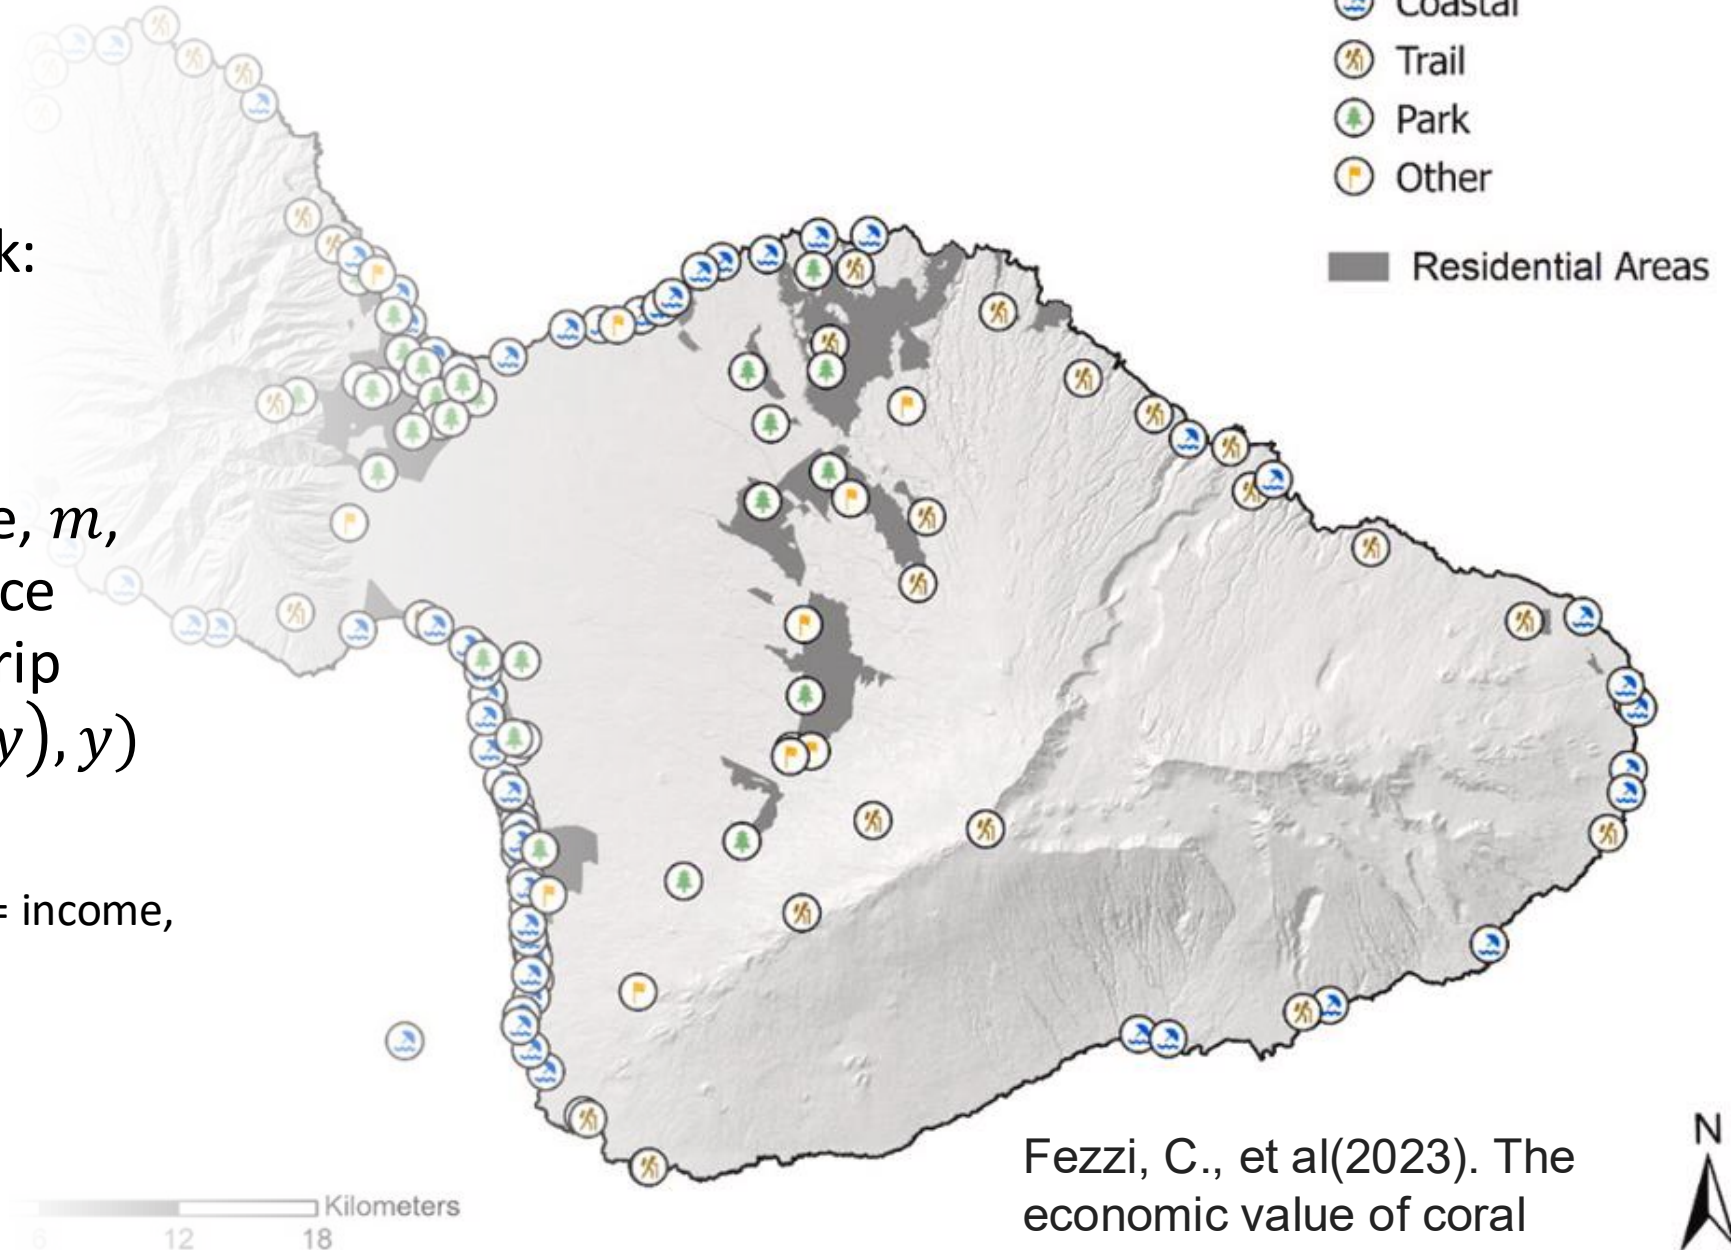 Coastal
Trail
Park
Other
Residential Areas
k:
e, m,
ce
rip
y), y)
= income,
Kilometers
6 12 18
Fezzi, C., et al(2023). The
economic value of coral
N